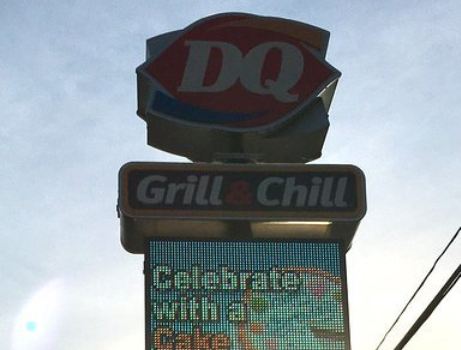 DQ
Grill & Chill
Celebrate
with a
Cake